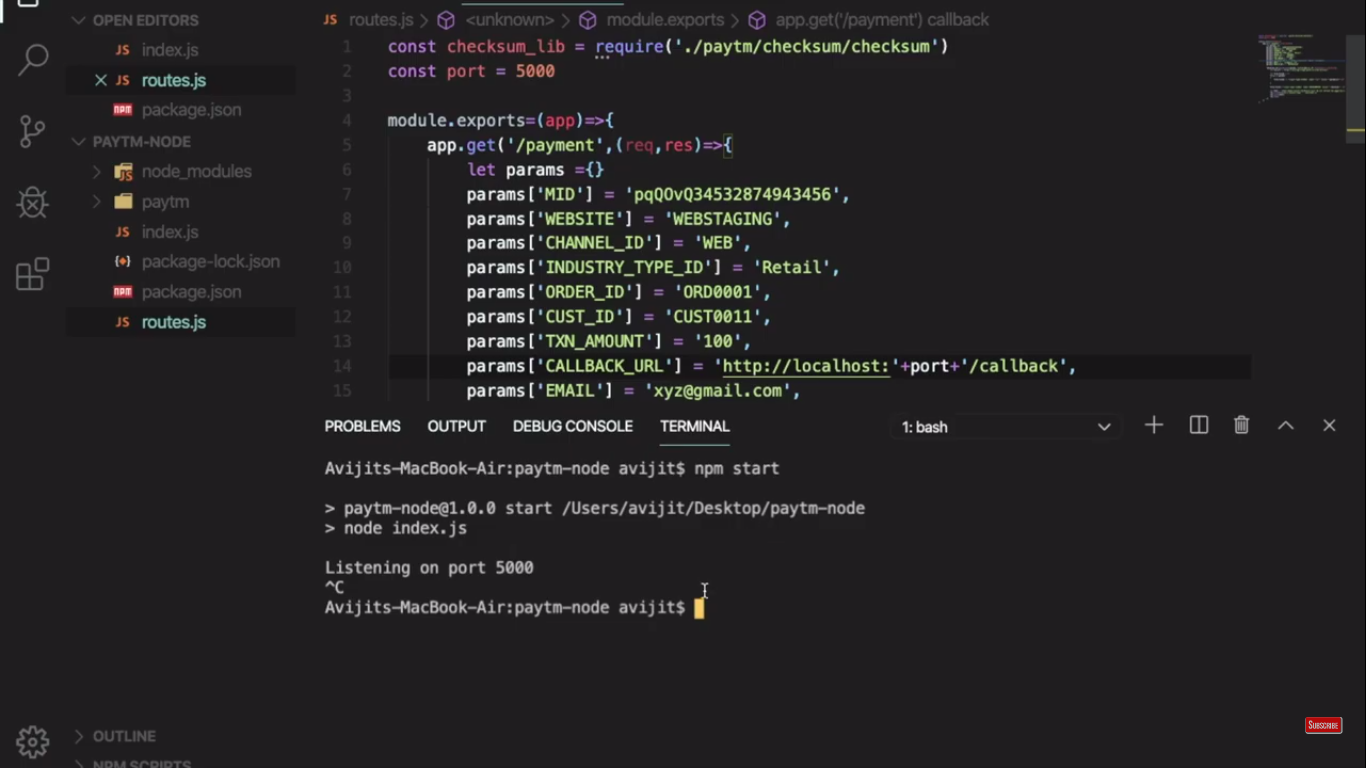 OPEN EDITORS
JS index.js
JS routes.js
npm package.json
PAYTM-NODE
node_modules
paytm
JS index.js
package-lock.json
npm package.json
JS routes.js
OUTLINE
NPM SCRIPTS
JS routes.js > <unknown> > module.exports > app.get('/payment') callback
1 const checksum_lib = require('./paytm/checksum/checksum')
2 const port = 5000
3
4 module.exports=(app)=>{
5 app.get('/payment',(req,res)=>{
6 let params ={}
7 params['MID'] = 'pqQOvQ34532874943456',
8 params['WEBSITE'] = 'WEBSTAGING',
9 params['CHANNEL_ID'] = 'WEB',
10 params['INDUSTRY_TYPE_ID'] = 'Retail',
11 params['ORDER_ID'] = 'ORD0001',
12 params['CUST_ID'] = 'CUST0011',
13 params['TXN_AMOUNT'] = '100',
14 params['CALLBACK_URL'] = 'http://localhost:'+port+'/callback',
15 params['EMAIL'] = 'xyz@gmail.com',
PROBLEMS OUTPUT DEBUG CONSOLE TERMINAL 1: bash
Avijits-MacBook-Air:paytm-node avijit$ npm start
> paytm-node@1.0.0 start /Users/avijit/Desktop/paytm-node
> node index.js
Listening on port 5000
^C
Avijits-MacBook-Air:paytm-node avijit$
SUBSCRIBE